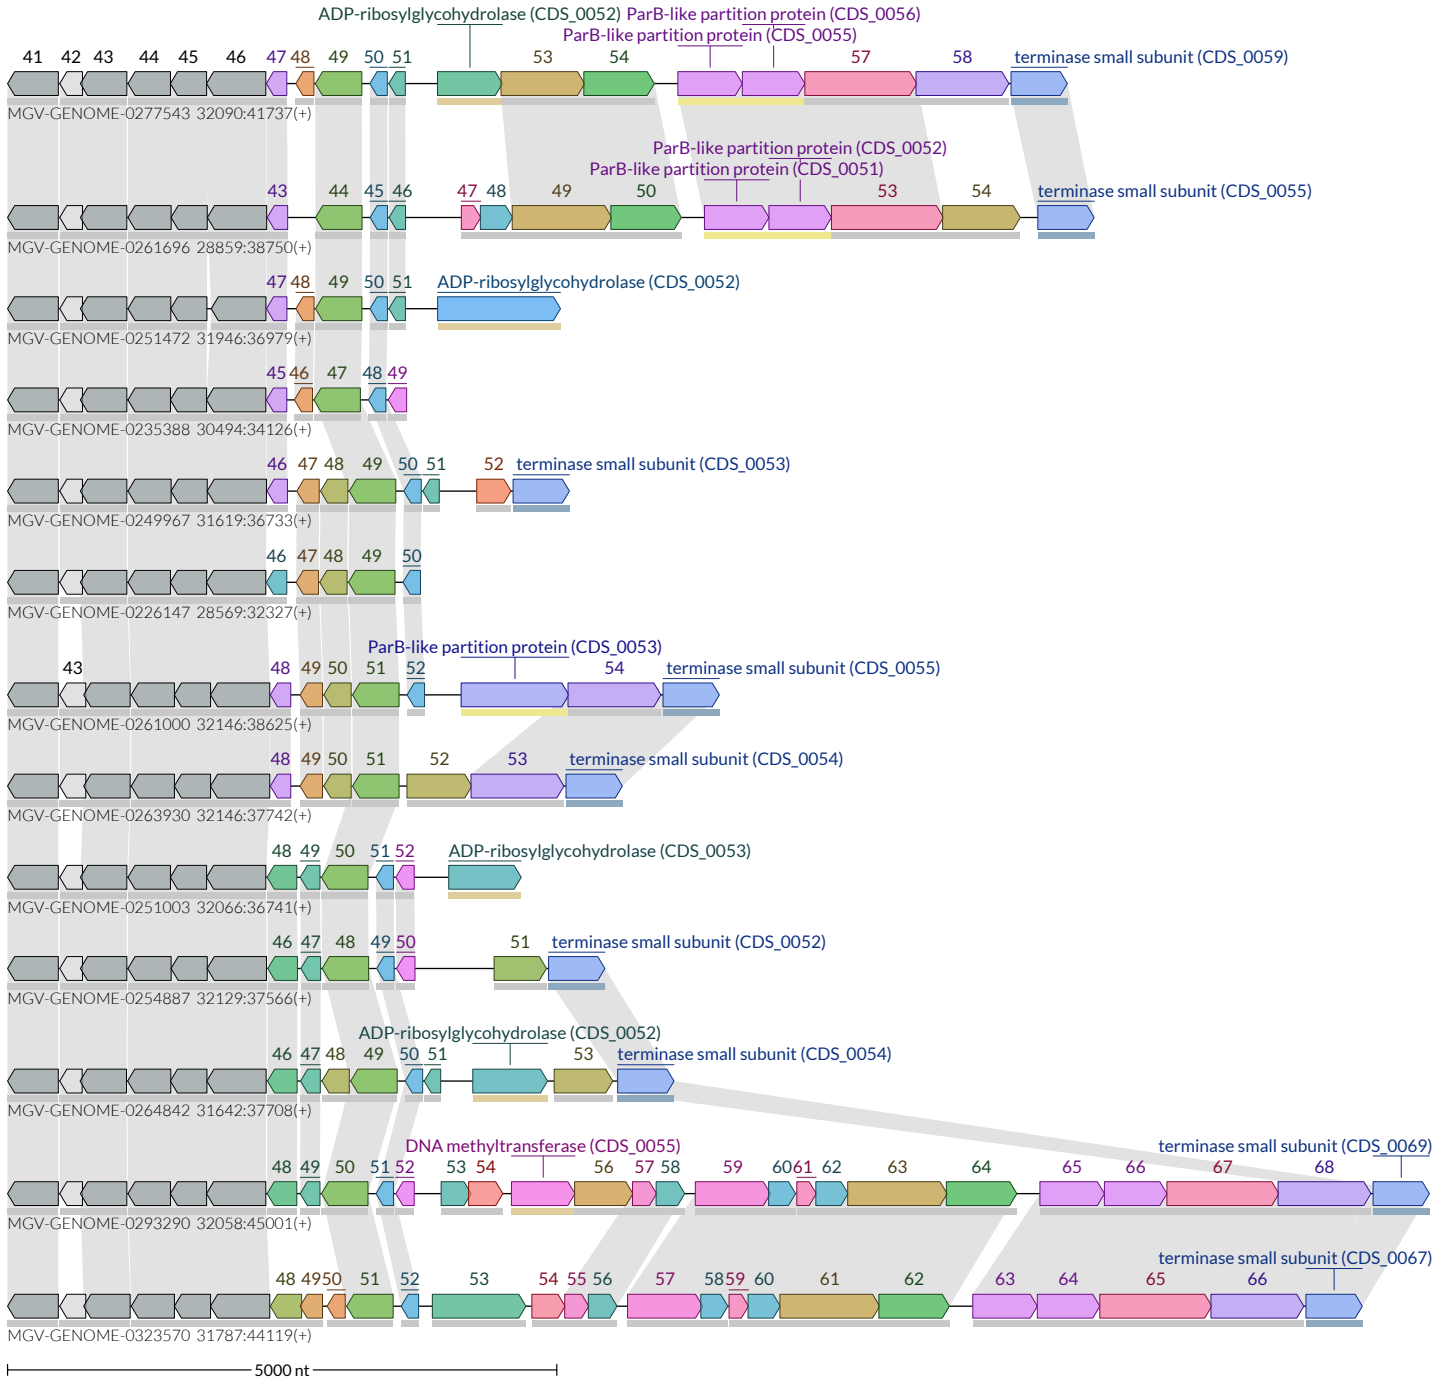 ADP-ribosylglycohydrolase (CDS_0052) ParB-like partition protein (CDS_0056)
ParB-like partition protein (CDS_0055)
41 42 43 44 45 46 47 48 49 50 51 53 54 57 58 terminase small subunit (CDS_0059)
MGV-GENOME-0277543 32090:41737(+)
ParB-like partition protein (CDS_0052)
ParB-like partition protein (CDS_0051)
43 44 45 46 47 48 49 50 53 54 terminase small subunit (CDS_0055)
MGV-GENOME-0261696 28859:38750(+)
47 48 49 50 51 ADP-ribosylglycohydrolase (CDS_0052)
MGV-GENOME-0251472 31946:36979(+)
45 46 47 48 49
MGV-GENOME-0235388 30494:34126(+)
46 47 48 49 50 51 52 terminase small subunit (CDS_0053)
MGV-GENOME-0249967 31619:36733(+)
46 47 48 49 50
MGV-GENOME-0226147 28569:32327(+)
ParB-like partition protein (CDS_0053)
43 48 49 50 51 52 54 terminase small subunit (CDS_0055)
MGV-GENOME-0261000 32146:38625(+)
48 49 50 51 52 53 terminase small subunit (CDS_0054)
MGV-GENOME-0263930 32146:37742(+)
48 49 50 51 52 ADP-ribosylglycohydrolase (CDS_0053)
MGV-GENOME-0251003 32066:36741(+)
46 47 48 49 50 51 terminase small subunit (CDS_0052)
MGV-GENOME-0254887 32129:37566(+)
ADP-ribosylglycohydrolase (CDS_0052)
46 47 48 49 50 51 53 terminase small subunit (CDS_0054)
MGV-GENOME-0264842 31642:37708(+)
DNA methyltransferase (CDS_0055) terminase small subunit (CDS_0069)
48 49 50 51 52 53 54 56 57 58 59 60 61 62 63 64 65 66 67 68
MGV-GENOME-0293290 32058:45001(+)
terminase small subunit (CDS_0067)
48 49 50 51 52 53 54 55 56 57 58 59 60 61 62 63 64 65 66
MGV-GENOME-0323570 31787:44119(+)
5000 nt